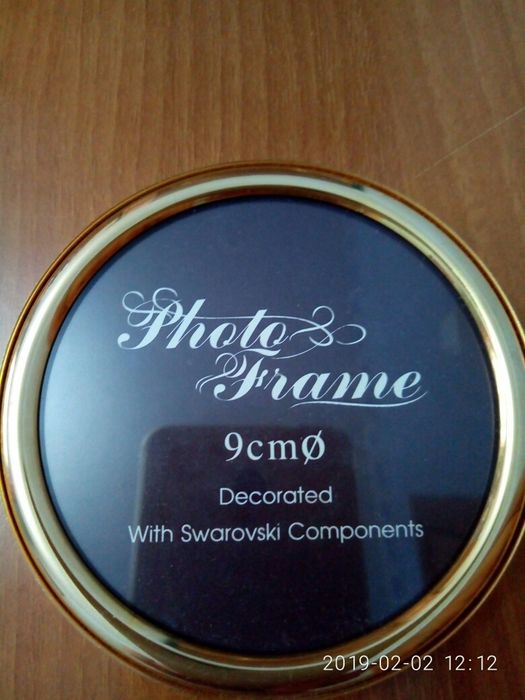 Photo
Frame
9cmø
Decorated
With Swarovski Components
2019-02-02 12:12